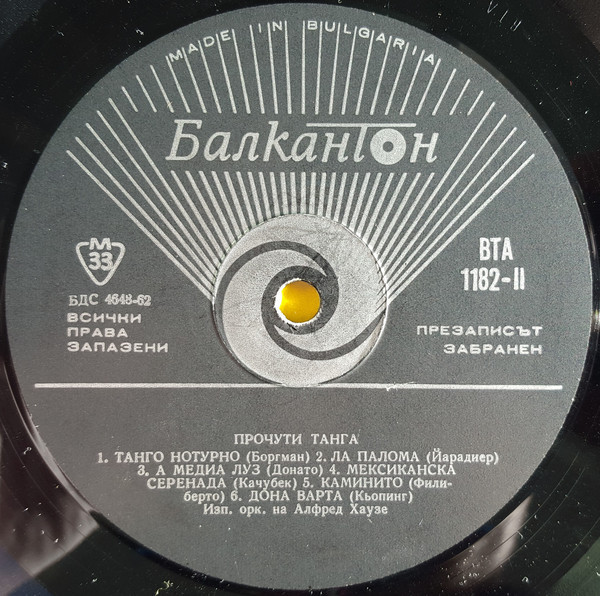 MADE IN BULGARIA
Балкантон
М
33
БДС 4648-62
ВСИЧКИ
ПРАВА
ЗАПАЗЕНИ
ВТА
1182-II
ПРЕЗАПИСЪТ
ЗАБРАНЕН
ПРОЧУТИ ТАНГА
1. ТАНГО НОТУРНО (Боргман) 2. ЛА ПАЛОМА (Йарадиер)
3. А МЕДИА ЛУЗ (Донато) 4. МЕКСИКАНСКА
СЕРЕНАДА (Качубек) 5. КАМИНИТО (Фили-
берто) 6. ДОНА ВАРТА (Кьопинг)
Изп. орк. на Алфред Хаузе